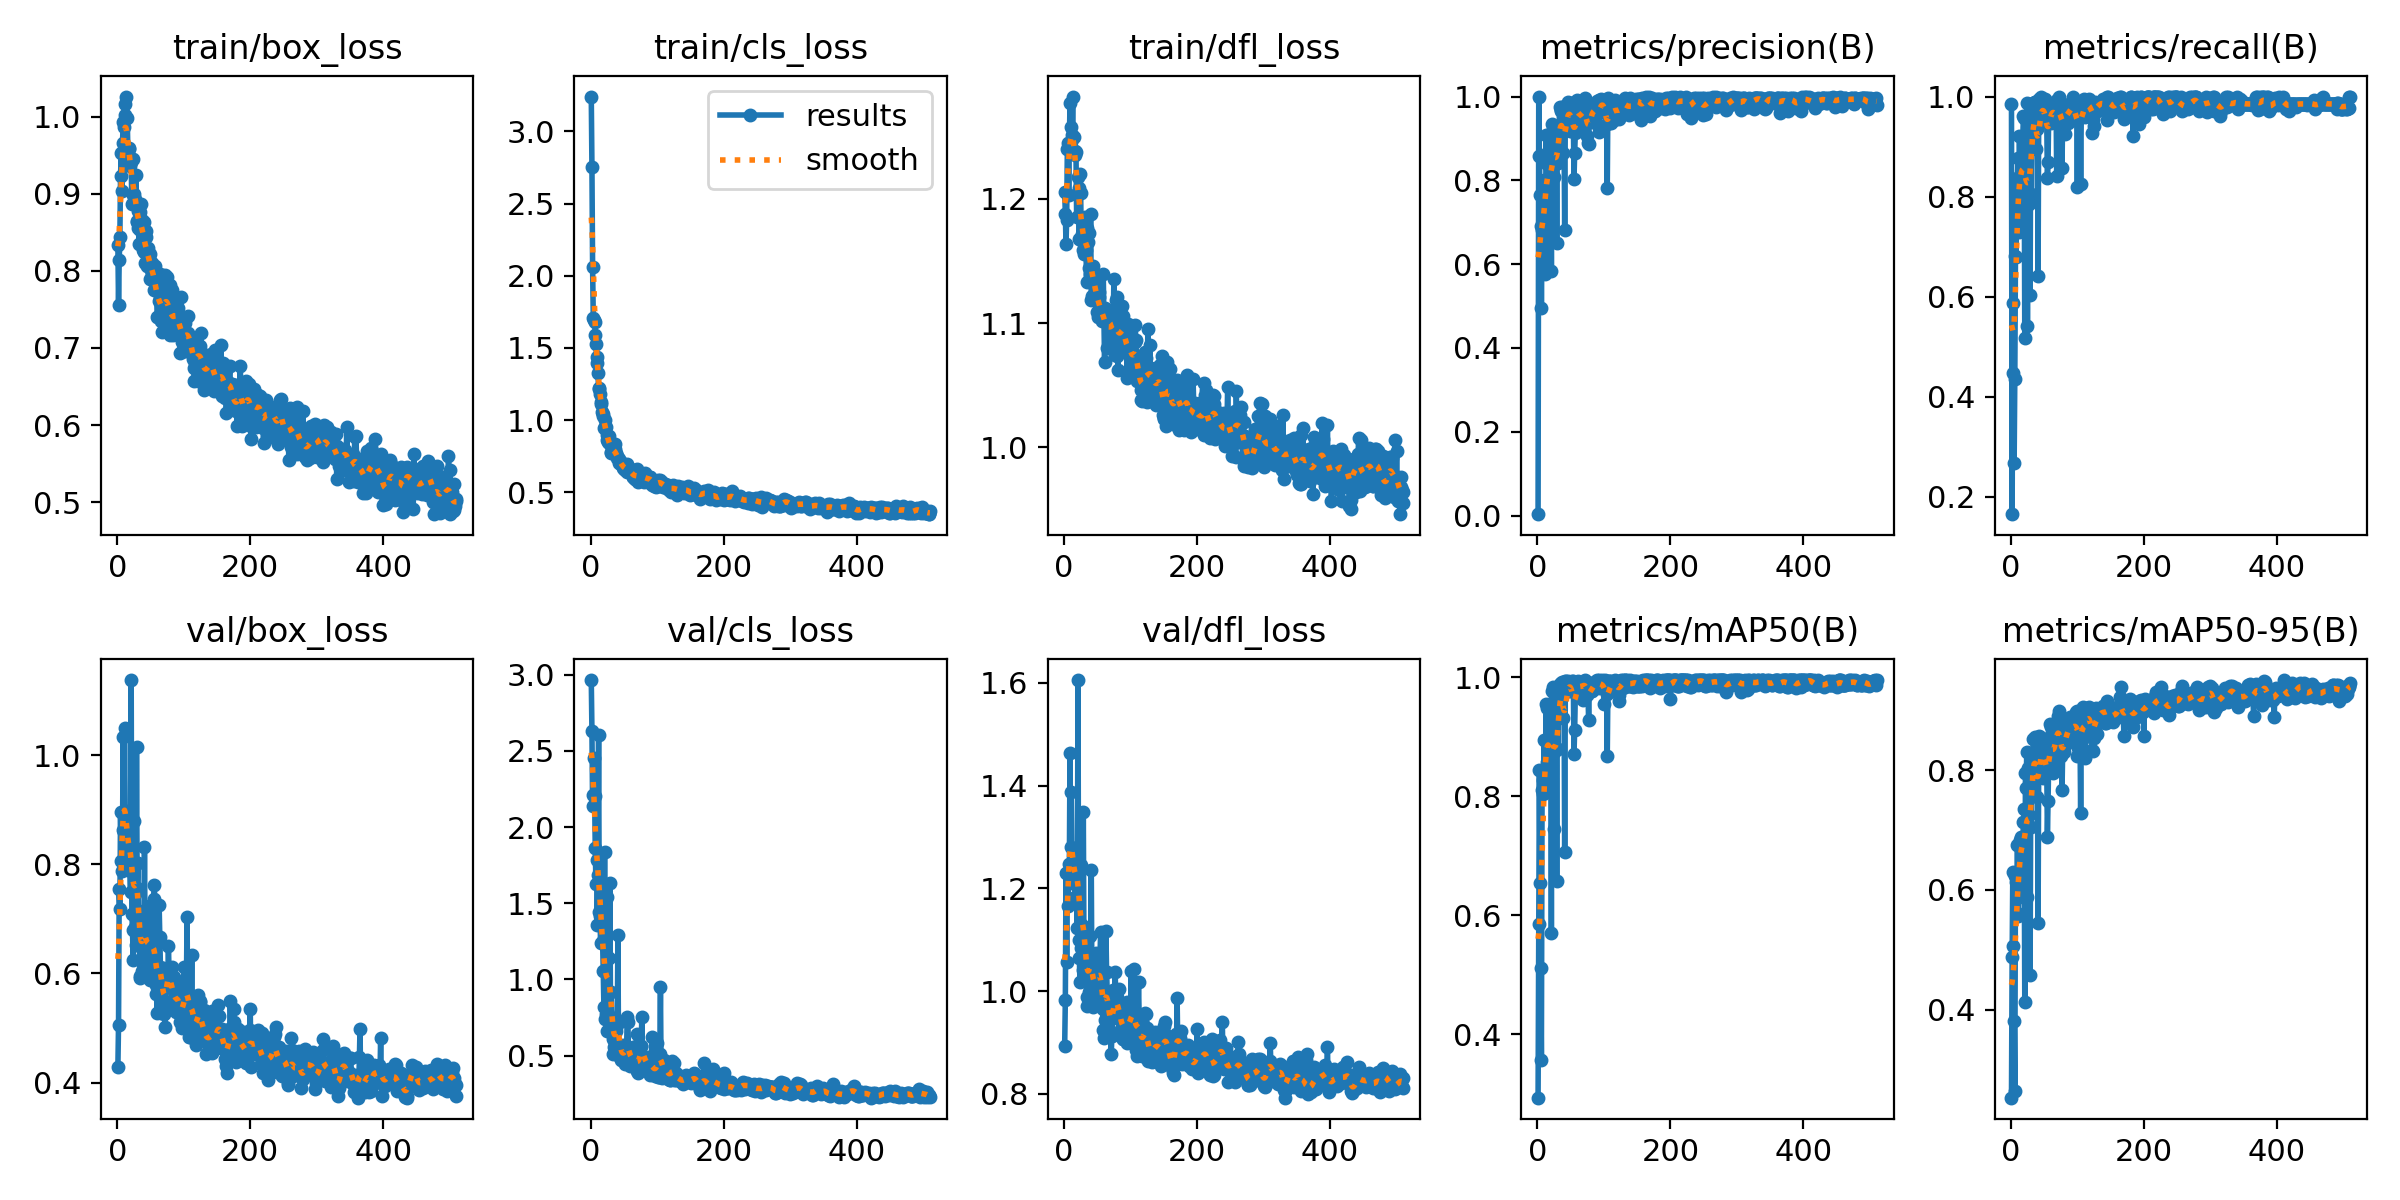 train/box_loss
1.0
0.9
0.8
0.7
0.6
0.5
0 200 400
train/cls_loss
results
smooth
3.0
2.5
2.0
1.5
1.0
0.5
0 200 400
train/dfl_loss
1.2
1.1
1.0
0 200 400
metrics/precision(B)
1.0
0.8
0.6
0.4
0.2
0.0
0 200 400
metrics/recall(B)
1.0
0.8
0.6
0.4
0.2
0 200 400
val/box_loss
1.0
0.8
0.6
0.4
0 200 400
val/cls_loss
3.0
2.5
2.0
1.5
1.0
0.5
0 200 400
val/dfl_loss
1.6
1.4
1.2
1.0
0.8
0 200 400
metrics/mAP50(B)
1.0
0.8
0.6
0.4
0 200 400
metrics/mAP50-95(B)
0.8
0.6
0.4
0 200 400